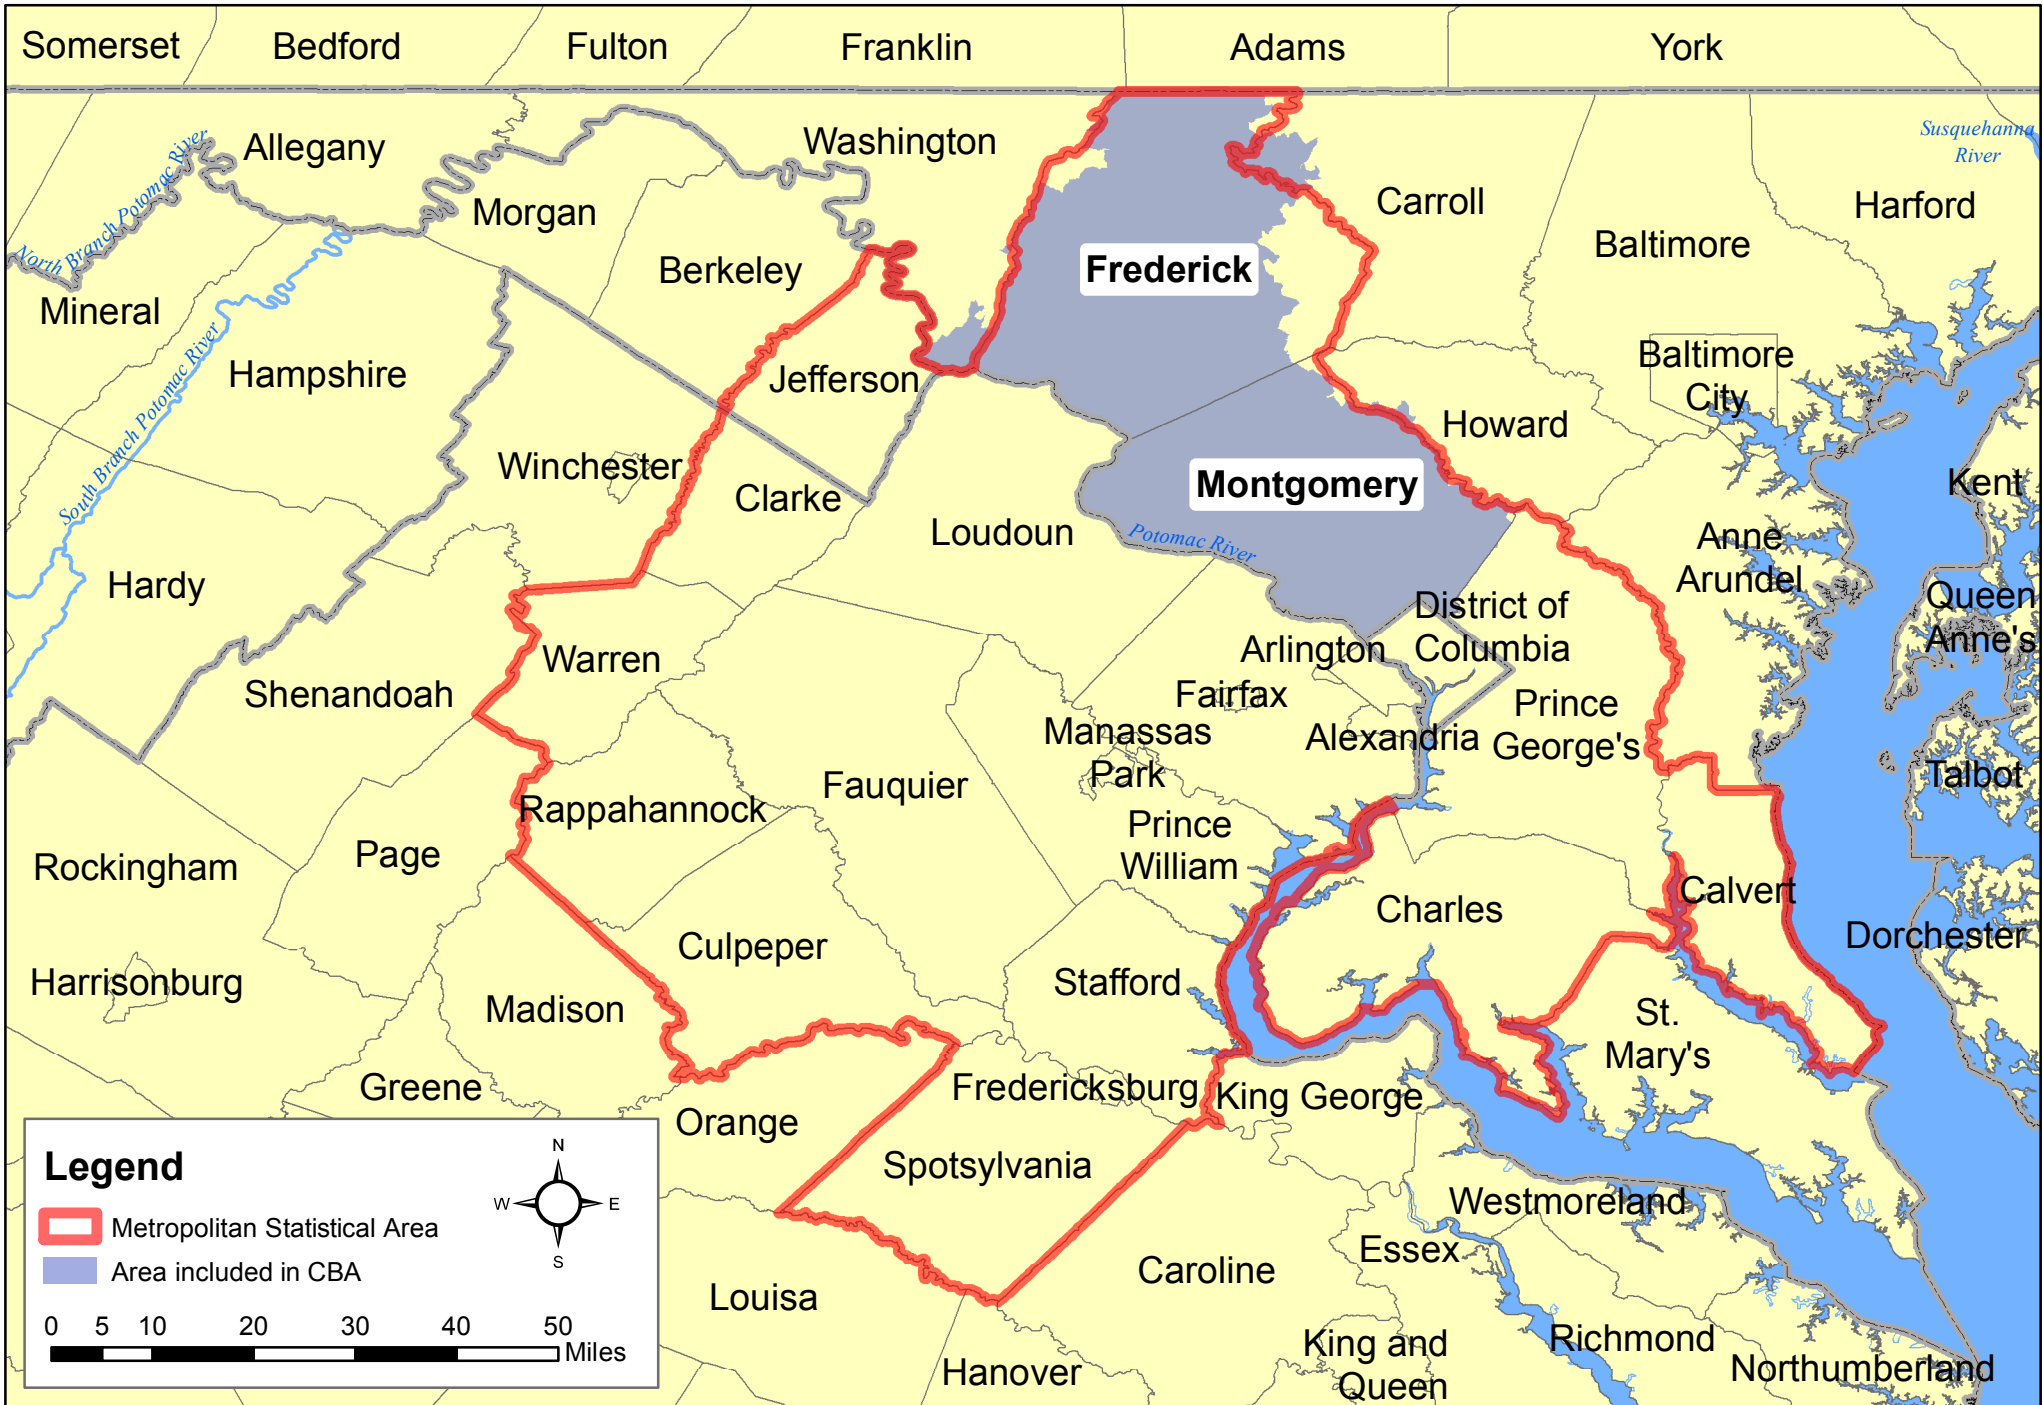 Somerset
Bedford
Fulton
Franklin
Adams
York
Allegany
Washington
Susquehanna
River
North Branch Potomac River
Morgan
Carroll
Harford
Baltimore
Berkeley
Frederick
Mineral
Hampshire
Jefferson
Baltimore
City
South Branch Potomac River
Howard
Winchester
Clarke
Montgomery
Kent
Loudoun
Potomac River
Anne
Arundel
Hardy
District of
Columbia
Queen
Anne's
Arlington
Warren
Shenandoah
Fairfax
Prince
George's
Manassas
Park
Alexandria
Talbot
Fauquier
Rappahannock
Prince
William
Page
Rockingham
Calvert
Charles
Dorchester
Culpeper
Harrisonburg
Stafford
Madison
St.
Mary's
Greene
Fredericksburg
King George
Orange
Spotsylvania
Westmoreland
Essex
Caroline
Louisa
Richmond
King and
Queen
Northumberland
Hanover
Legend
N
W
E
S
Metropolitan Statistical Area
Area included in CBA
0 5 10 20 30 40 50
Miles